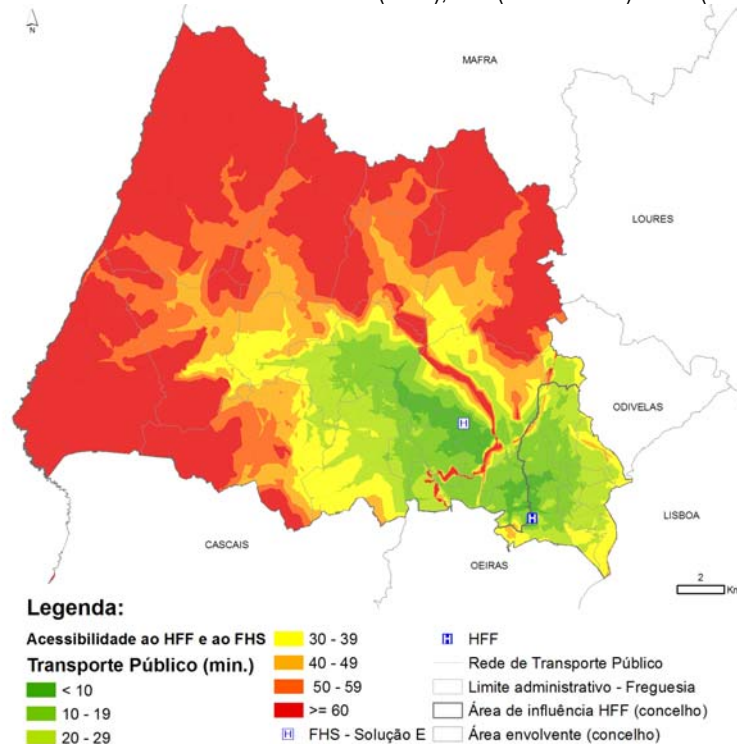 N
MAFRA
LOURES
ODIVELAS
LISBOA
CASCAIS
OEIRAS
H
H
2
Km
Legenda:
Acessibilidade ao HFF e ao FHS
Transporte Público (min.)
< 10
10 - 19
20 - 29
30 - 39
40 - 49
50 - 59
>= 60
H FHS - Solução E
H HFF
Rede de Transporte Público
Limite administrativo - Freguesia
Área de influência HFF (concelho)
Área envolvente (concelho)